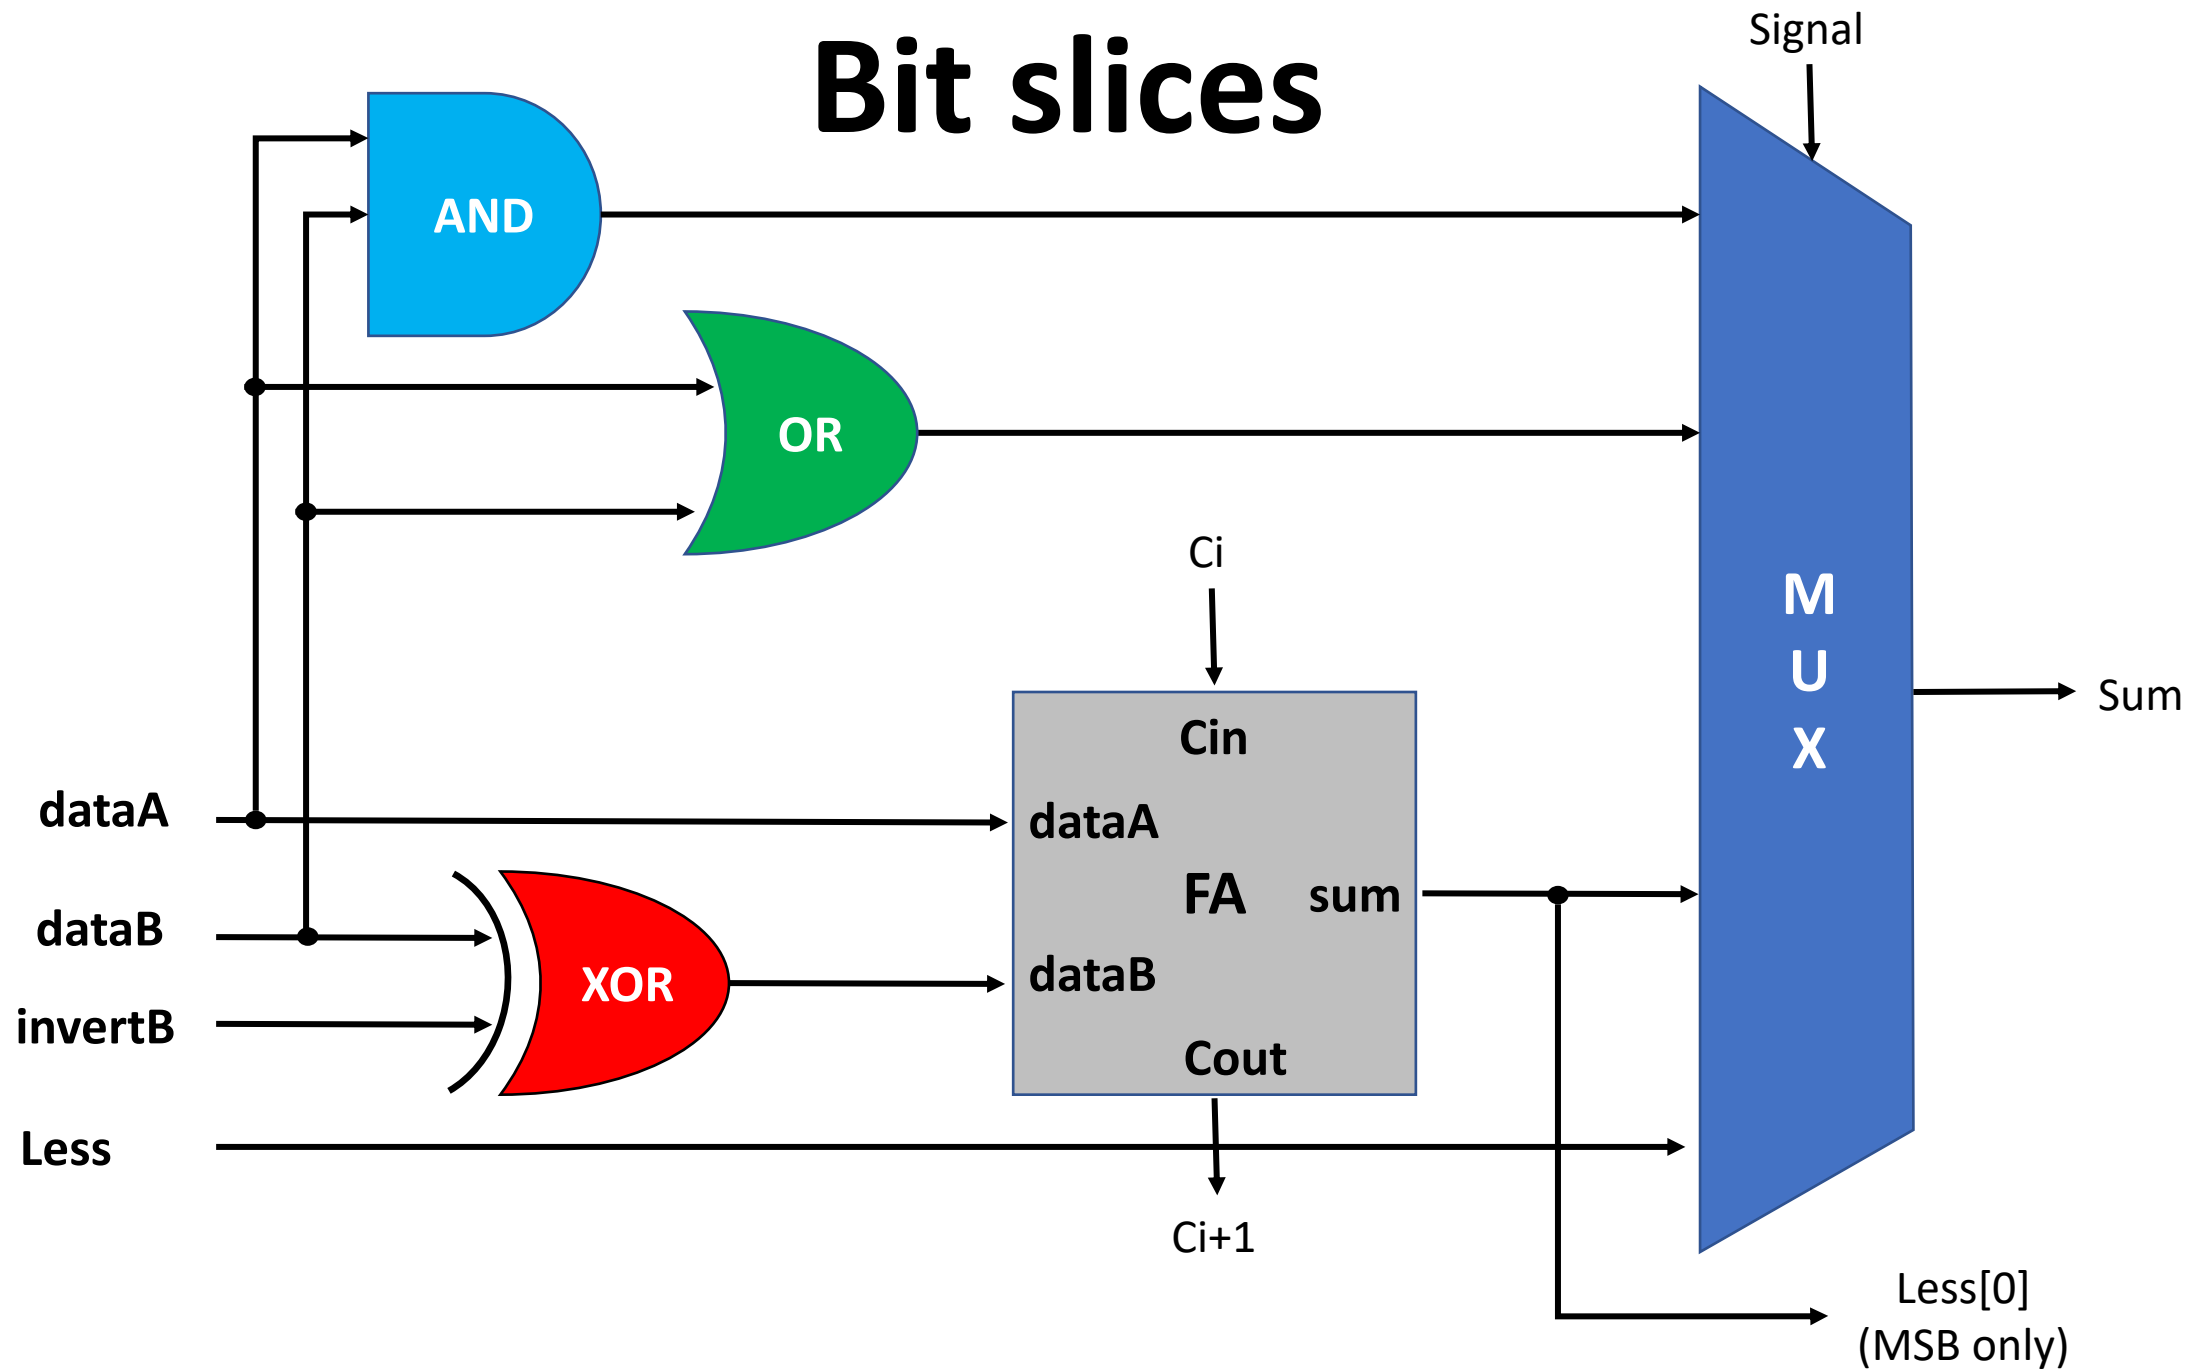 Bit slices
Signal
AND
OR
Ci
M
U
X
Sum
Cin
dataA
dataA
FA
sum
dataB
XOR
dataB
invertB
Cout
Less
Ci+1
Less[0]
(MSB only)